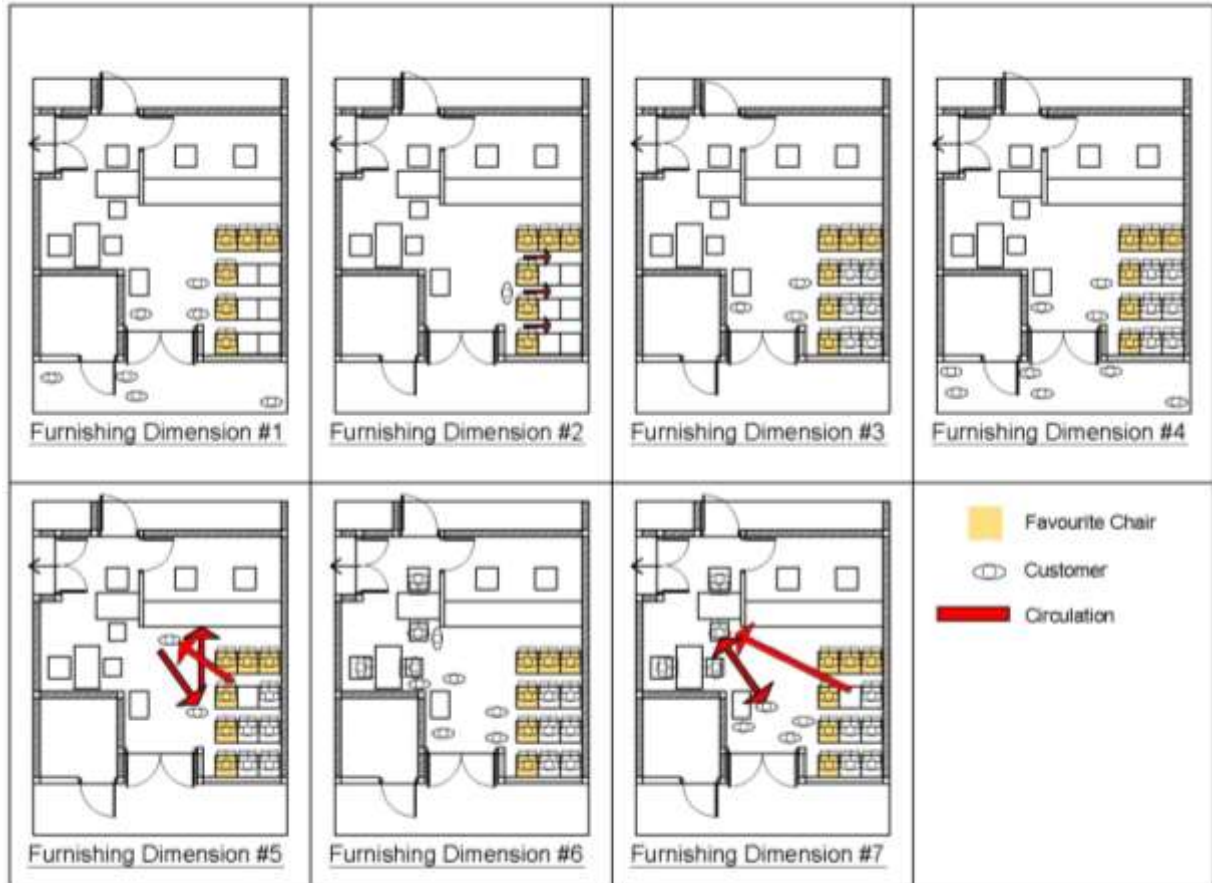 Furnishing Dimension #1
Furnishing Dimension #2
Furnishing Dimension #3
Furnishing Dimension #4
Furnishing Dimension #5
Furnishing Dimension #6
Furnishing Dimension #7
Favourite Chair
Customer
Circulation